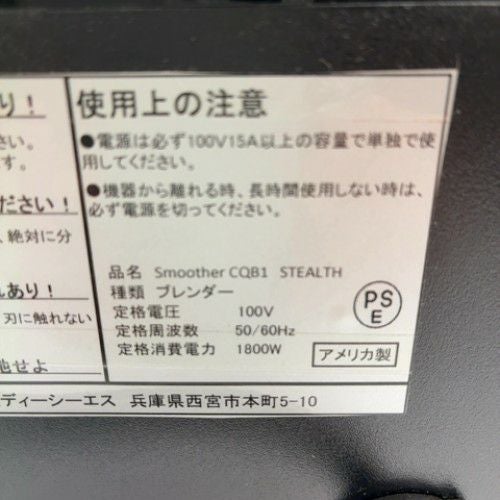 り！
さい。
す。
ださい！
、絶対に分
れあり！
刃に触れない
地せよ
使用上の注意
●電源は必ず100V15A以上の容量で単独で使
用してください。
●機器から離れる時、長時間使用しない時は、
必ず電源を切ってください。
品名 Smoother CQB1 STEALTH
種類 ブレンダー
定格電圧 100V
定格周波数 50/60Hz
定格消費電力 1800W
PS
E
アメリカ製
ディーシーエス 兵庫県西宮市本町5-10